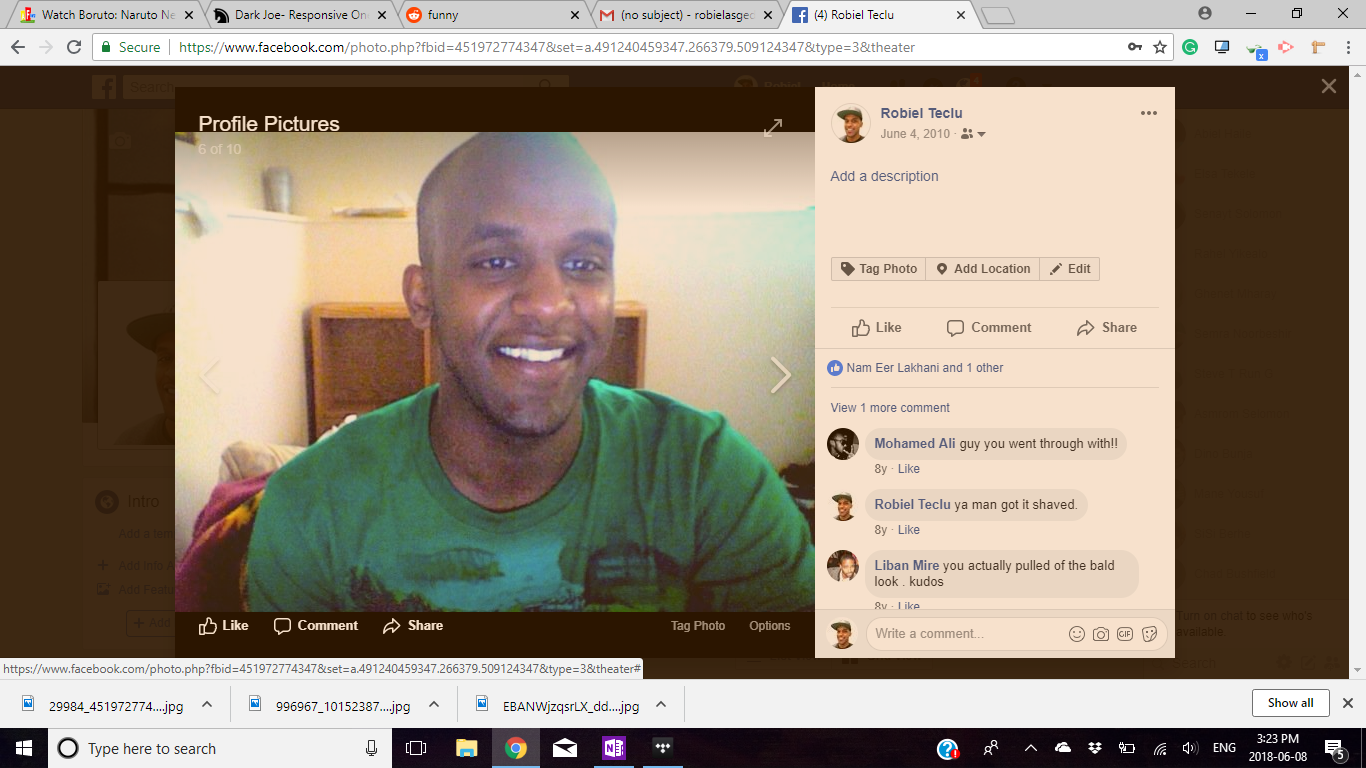 Watch Boruto: Naruto Ne
Dark Joe- Responsive On
funny
(no subject) - robielasgec
(4) Robiel Teclu
Secure
https://www.facebook.com/photo.php?fbid=451972774347&set=a.491240459347.266379.509124347&type=3&theater
Search
Profile Pictures
6 of 10
Robiel Teclu
June 4, 2010 ·
Add a description
Tag Photo Add Location Edit
Like Comment Share
Nam Eer Lakhani and 1 other
View 1 more comment
Mohamed Ali guy you went through with!!
8y · Like
Robiel Teclu ya man got it shaved.
8y · Like
Liban Mire you actually pulled of the bald
look . kudos
8y · Like
Write a comment...
GIF
Intro
Like Comment Share Tag Photo Options
Turn on chat to see who's
available
Search
https://www.facebook.com/photo.php?fbid=451972774347&set=a.491240459347.266379.509124347&type=3&theater#
29984_451972774....jpg
996967_10152387....jpg
EBANWjzqsrLX_dd....jpg
Show all
Type here to search
ENG
3:23 PM
2018-06-08
5